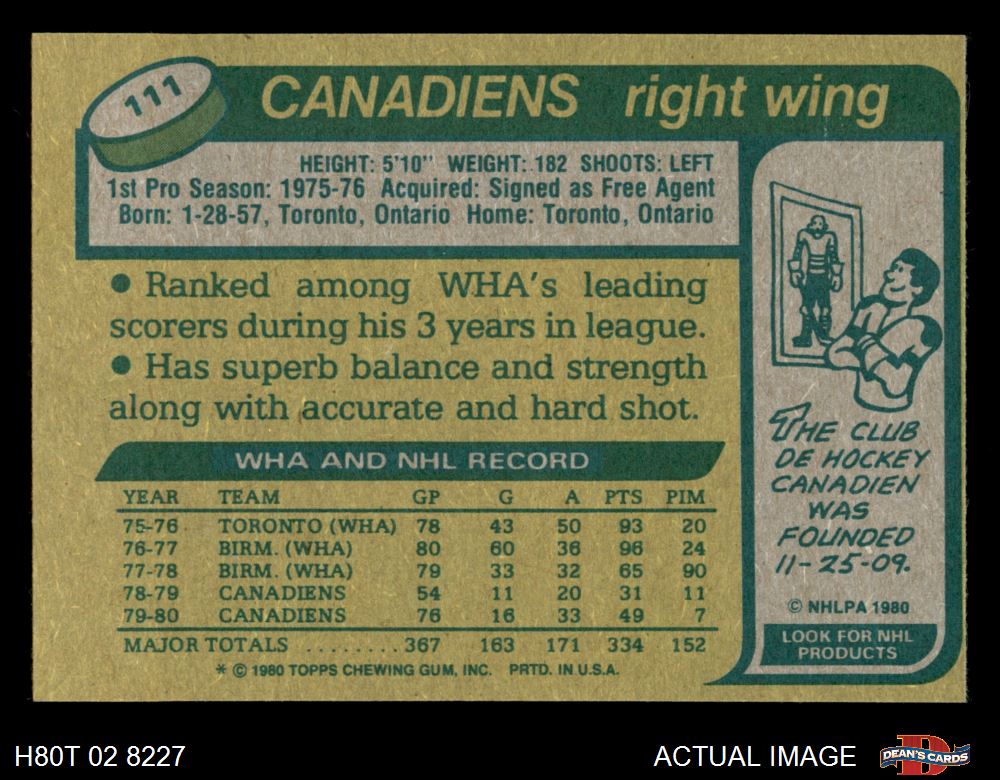 111
CANADIENS right wing
HEIGHT: 5'10" WEIGHT: 182 SHOOTS: LEFT
1st Pro Season: 1975-76 Acquired: Signed as Free Agent
Born: 1-28-57, Toronto, Ontario Home: Toronto, Ontario
• Ranked among WHA's leading
scorers during his 3 years in league.
• Has superb balance and strength
along with accurate and hard shot.
WHA AND NHL RECORD
YEAR TEAM GP G A PTS PIM
75-76 TORONTO (WHA) 78 43 50 93 20
76-77 BIRM. (WHA) 80 60 36 96 24
77-78 BIRM. (WHA) 79 33 32 65 90
78-79 CANADIENS 54 11 20 31 11
79-80 CANADIENS 76 16 33 49 7
MAJOR TOTALS ........ 367 163 171 334 152
* © 1980 TOPPS CHEWING GUM, INC. PRTD. IN U.S.A.
THE CLUB
DE HOCKEY
CANADIEN
WAS
FOUNDED
11-25-09.
© NHLPA 1980
LOOK FOR NHL
PRODUCTS
H80T 02 8227
ACTUAL IMAGE
DEAN'S CARDS